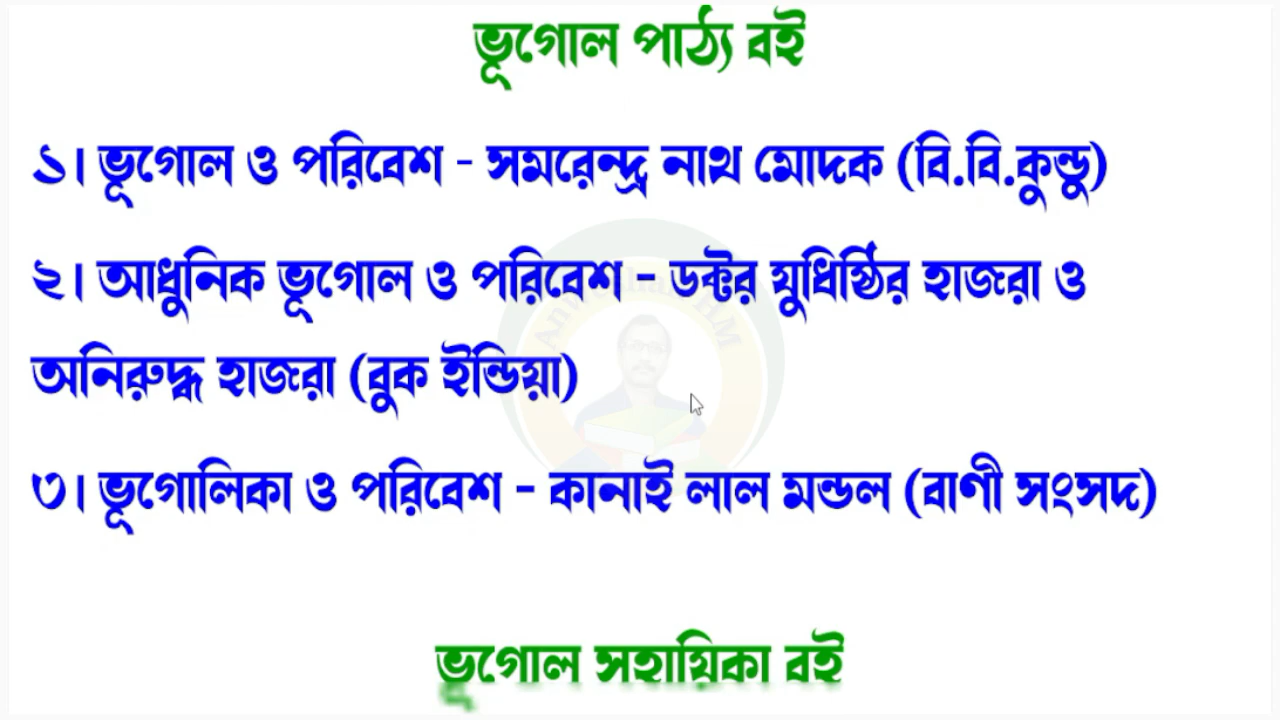 ভূগোল পাঠ্য বই
১। ভূগোল ও পরিবেশ - সমরেন্দ্র নাথ মোদক (বি.বি.কুন্ডু)
২। আধুনিক ভূগোল ও পরিবেশ - ডক্টর যুধিষ্ঠির হাজরা ও
অনিরুদ্ধ হাজরা (বুক ইন্ডিয়া)
৩। ভূগোলিকা ও পরিবেশ - কানাই লাল মন্ডল (বাণী সংসদ)
ভূগোল সহায়িকা বই